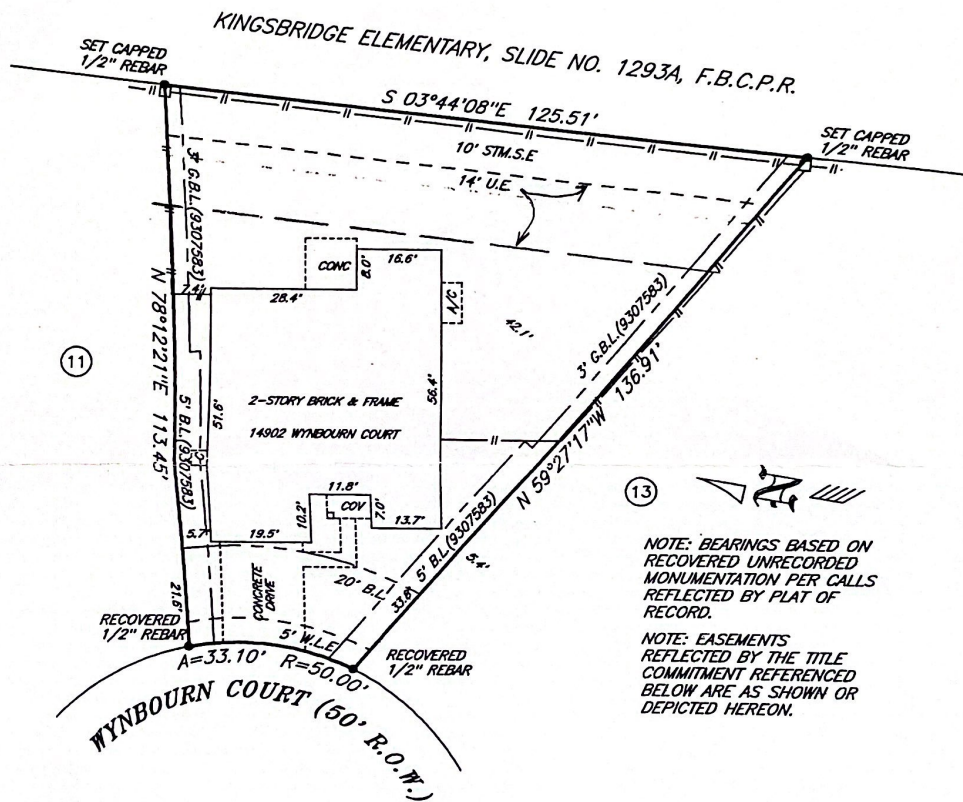 KINGSBRIDGE ELEMENTARY, SLIDE NO. 1293A, F.B.C.P.R.
SET CAPPED
1/2" REBAR
S 03°44'08"E 125.51'
SET CAPPED
1/2" REBAR
10' STM.S.E
14' U.E
3' G.B.L.(9307583)
7.4'
N 78°12'21"E 113.45'
CONC
8.0'
16.6'
28.4'
A/C
42.1'
3' G.B.L.(9307583)
N 59°27'17"W 136.91'
11
5' B.L.(9307583)
51.6'
2-STORY BRICK & FRAME
14902 WYNBOURN COURT
56.4'
13
11.8'
COV
10.2'
7.0'
5.7'
19.5'
13.7'
5' B.L.(9307583)
5.4'
33.8'
20' B.L.
21.6'
CONCRETE
DRIVE
5' W.L.E
RECOVERED
1/2" REBAR
RECOVERED
1/2" REBAR
A=33.10' R=50.00'
WYNBOURN COURT (50' R.O.W.)
NOTE: BEARINGS BASED ON
RECOVERED UNRECORDED
MONUMENTATION PER CALLS
REFLECTED BY PLAT OF
RECORD.
NOTE: EASEMENTS
REFLECTED BY THE TITLE
COMMITMENT REFERENCED
BELOW ARE AS SHOWN OR
DEPICTED HEREON.